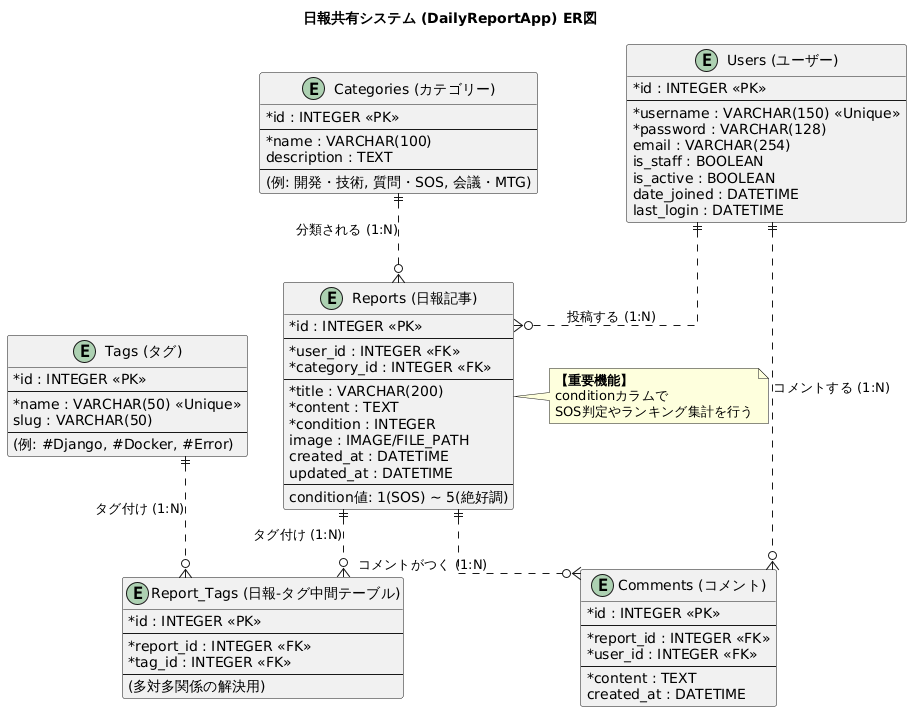 日報共有システム (DailyReportApp) ER図
E Users (ユーザー)
*id : INTEGER «PK»
*username : VARCHAR(150) «Unique»
*password : VARCHAR(128)
email : VARCHAR(254)
is_staff : BOOLEAN
is_active : BOOLEAN
date_joined : DATETIME
last_login : DATETIME
E Categories (カテゴリー)
*id : INTEGER «PK»
*name : VARCHAR(100)
description : TEXT
(例: 開発・技術, 質問・SOS, 会議・MTG)
分類される (1:N)
投稿する (1:N)
コメントする (1:N)
E Reports (日報記事)
*id : INTEGER «PK»
*user_id : INTEGER «FK»
*category_id : INTEGER «FK»
*title : VARCHAR(200)
*content : TEXT
*condition : INTEGER
image : IMAGE/FILE_PATH
created_at : DATETIME
updated_at : DATETIME
condition値: 1(SOS) ~ 5(絶好調)
【重要機能】
conditionカラムで
SOS判定やランキング集計を行う
E Tags (タグ)
*id : INTEGER «PK»
*name : VARCHAR(50) «Unique»
slug : VARCHAR(50)
(例: #Django, #Docker, #Error)
タグ付け (1:N)
タグ付け (1:N)
コメントがつく (1:N)
E Report_Tags (日報-タグ中間テーブル)
*id : INTEGER «PK»
*report_id : INTEGER «FK»
*tag_id : INTEGER «FK»
(多対多関係の解決用)
E Comments (コメント)
*id : INTEGER «PK»
*report_id : INTEGER «FK»
*user_id : INTEGER «FK»
*content : TEXT
created_at : DATETIME